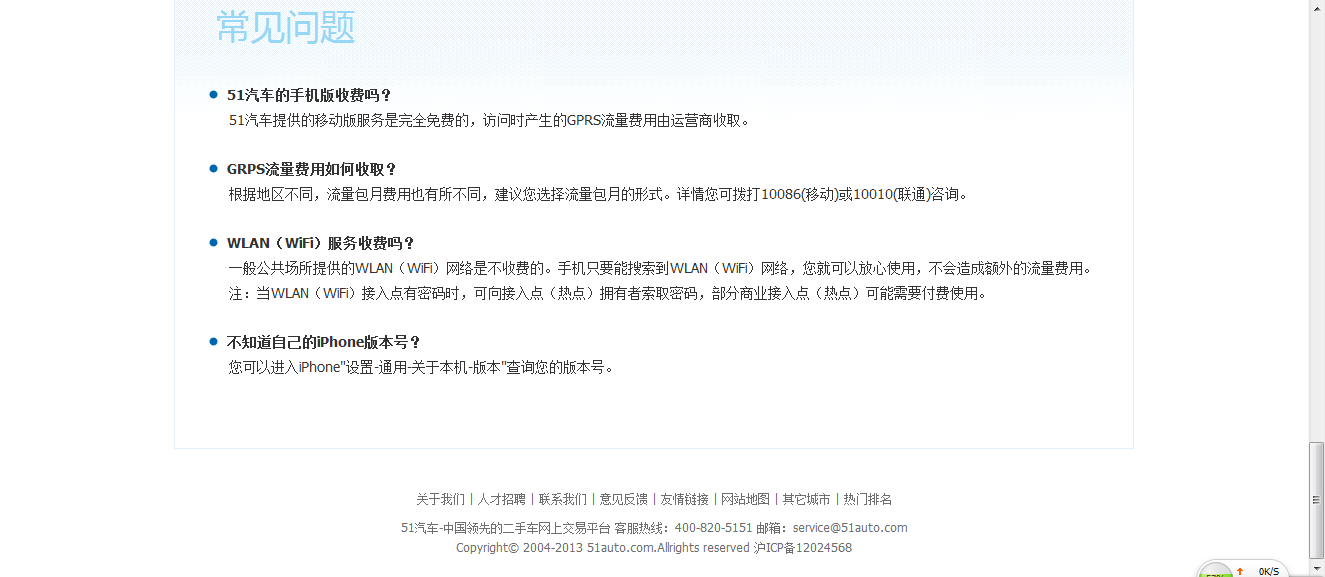 常见问题
51汽车的手机版收费吗？
51汽车提供的移动版服务是完全免费的，访问时产生的GPRS流量费用由运营商收取。
GRPS流量费用如何收取？
根据地区不同，流量包月费用也有所不同，建议您选择流量包月的形式。详情您可拨打10086(移动)或10010(联通)咨询。
WLAN（WiFi）服务收费吗？
一般公共场所提供的WLAN（WiFi）网络是不收费的。手机只要能搜索到WLAN（WiFi）网络，您就可以放心使用，不会造成额外的流量费用。
注：当WLAN（WiFi）接入点有密码时，可向接入点（热点）拥有者索取密码，部分商业接入点（热点）可能需要付费使用。
不知道自己的iPhone版本号？
您可以进入iPhone"设置-通用-关于本机-版本"查询您的版本号。
关于我们 | 人才招聘 | 联系我们 | 意见反馈 | 友情链接 | 网站地图 | 其它城市 | 热门排名
51汽车-中国领先的二手车网上交易平台 客服热线：400-820-5151 邮箱：service@51auto.com
Copyright© 2004-2013 51auto.com.Allrights reserved 沪ICP备12024568
0K/S